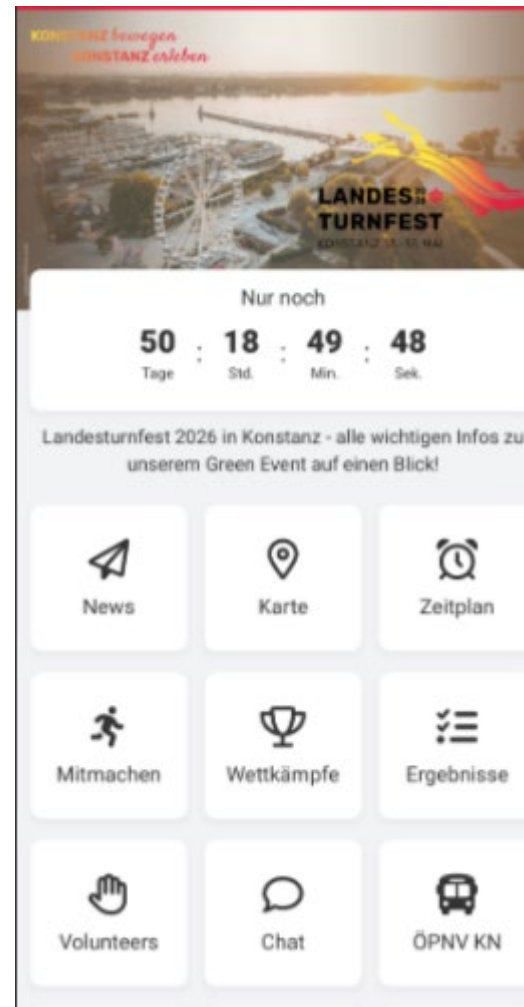 KONSTANZ bewegen
KONSTANZ erleben
LANDES
TURNFEST
Nur noch
50 : 18 : 49 : 48
Tage Std. Min. Sek.
Landesturnfest 2026 in Konstanz - alle wichtigen Infos zu
unserem Green Event auf einen Blick!
News Karte Zeitplan
Mitmachen Wettkämpfe Ergebnisse
Volunteers Chat ÖPNV KN